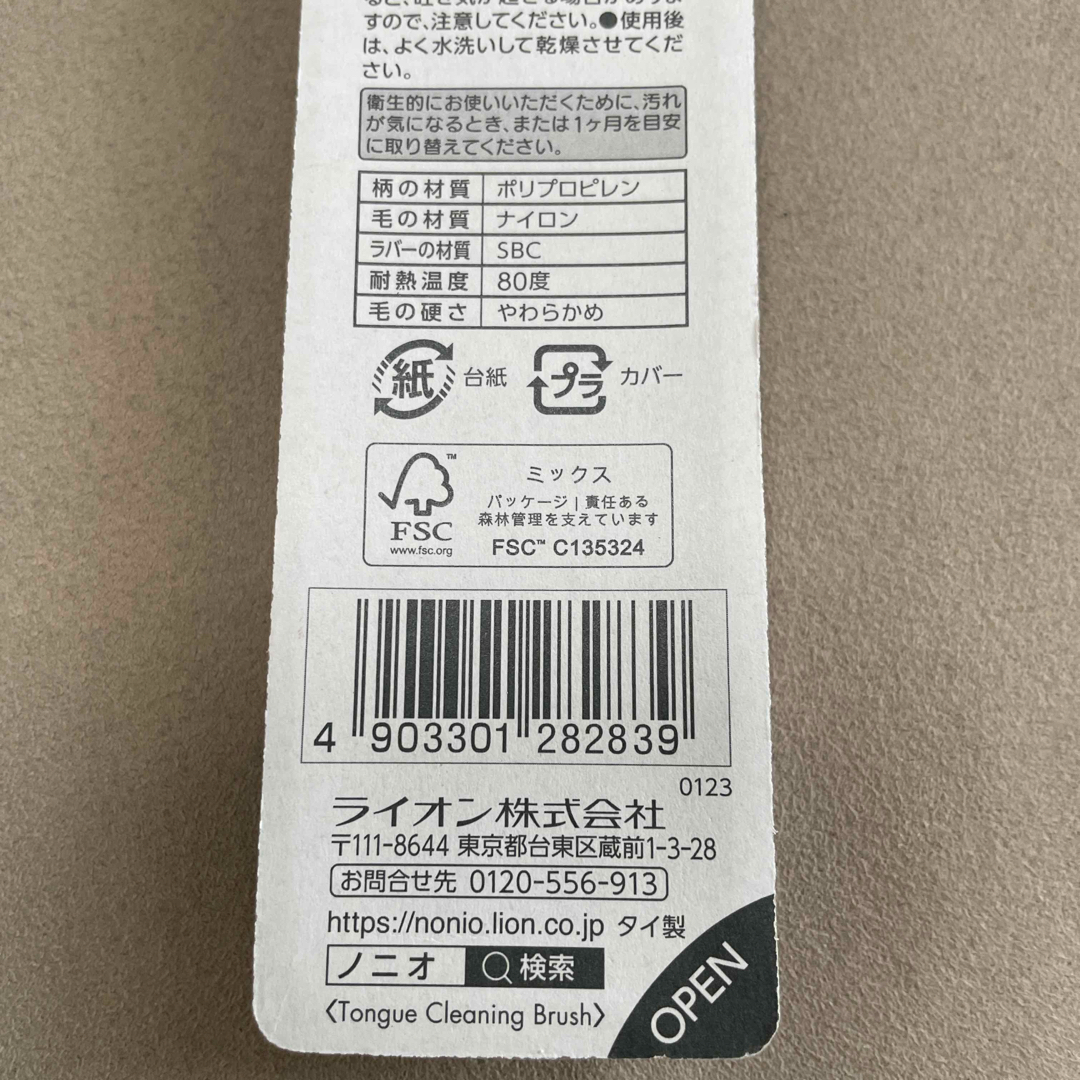 すので、注意してください。●使用後
は、よく水洗いして乾燥させてくだ
さい。
衛生的にお使いいただくために、汚れ
が気になるとき、または1ヶ月を目安
に取り替えてください。
柄の材質 ポリプロピレン
毛の材質 ナイロン
ラバーの材質 SBC
耐熱温度 80度
毛の硬さ やわらかめ
紙 台紙 プラ カバー
FSC™
www.fsc.org
ミックス
パッケージ | 責任ある
森林管理を支えています
FSC™ C135324
4 903301 282839
0123
ライオン株式会社
〒111-8644 東京都台東区蔵前1-3-28
お問合せ先 0120-556-913
https://nonio.lion.co.jp タイ製
ノニオ 検索
〈Tongue Cleaning Brush〉
OPEN